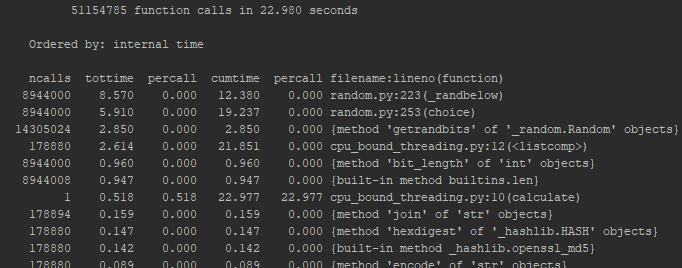 51154785 function calls in 22.980 seconds
Ordered by: internal time
ncalls tottime percall cumtime percall filename:lineno(function)
8944000 8.570 0.000 12.380 0.000 random.py:223(_randbelow)
8944000 5.910 0.000 19.237 0.000 random.py:253(choice)
14305024 2.850 0.000 2.850 0.000 {method 'getrandbits' of '_random.Random' objects}
178880 2.614 0.000 21.851 0.000 cpu_bound_threading.py:12(<listcomp>)
8944000 0.960 0.000 0.960 0.000 {method 'bit_length' of 'int' objects}
8944008 0.947 0.000 0.947 0.000 {built-in method builtins.len}
1 0.518 0.518 22.977 22.977 cpu_bound_threading.py:10(calculate)
178894 0.159 0.000 0.159 0.000 {method 'join' of 'str' objects}
178880 0.147 0.000 0.147 0.000 {method 'hexdigest' of '_hashlib.HASH' objects}
178880 0.142 0.000 0.142 0.000 {built-in method _hashlib.openssl_md5}
178880 0.089 0.000 0.089 0.000 {method 'encode' of 'str' objects}